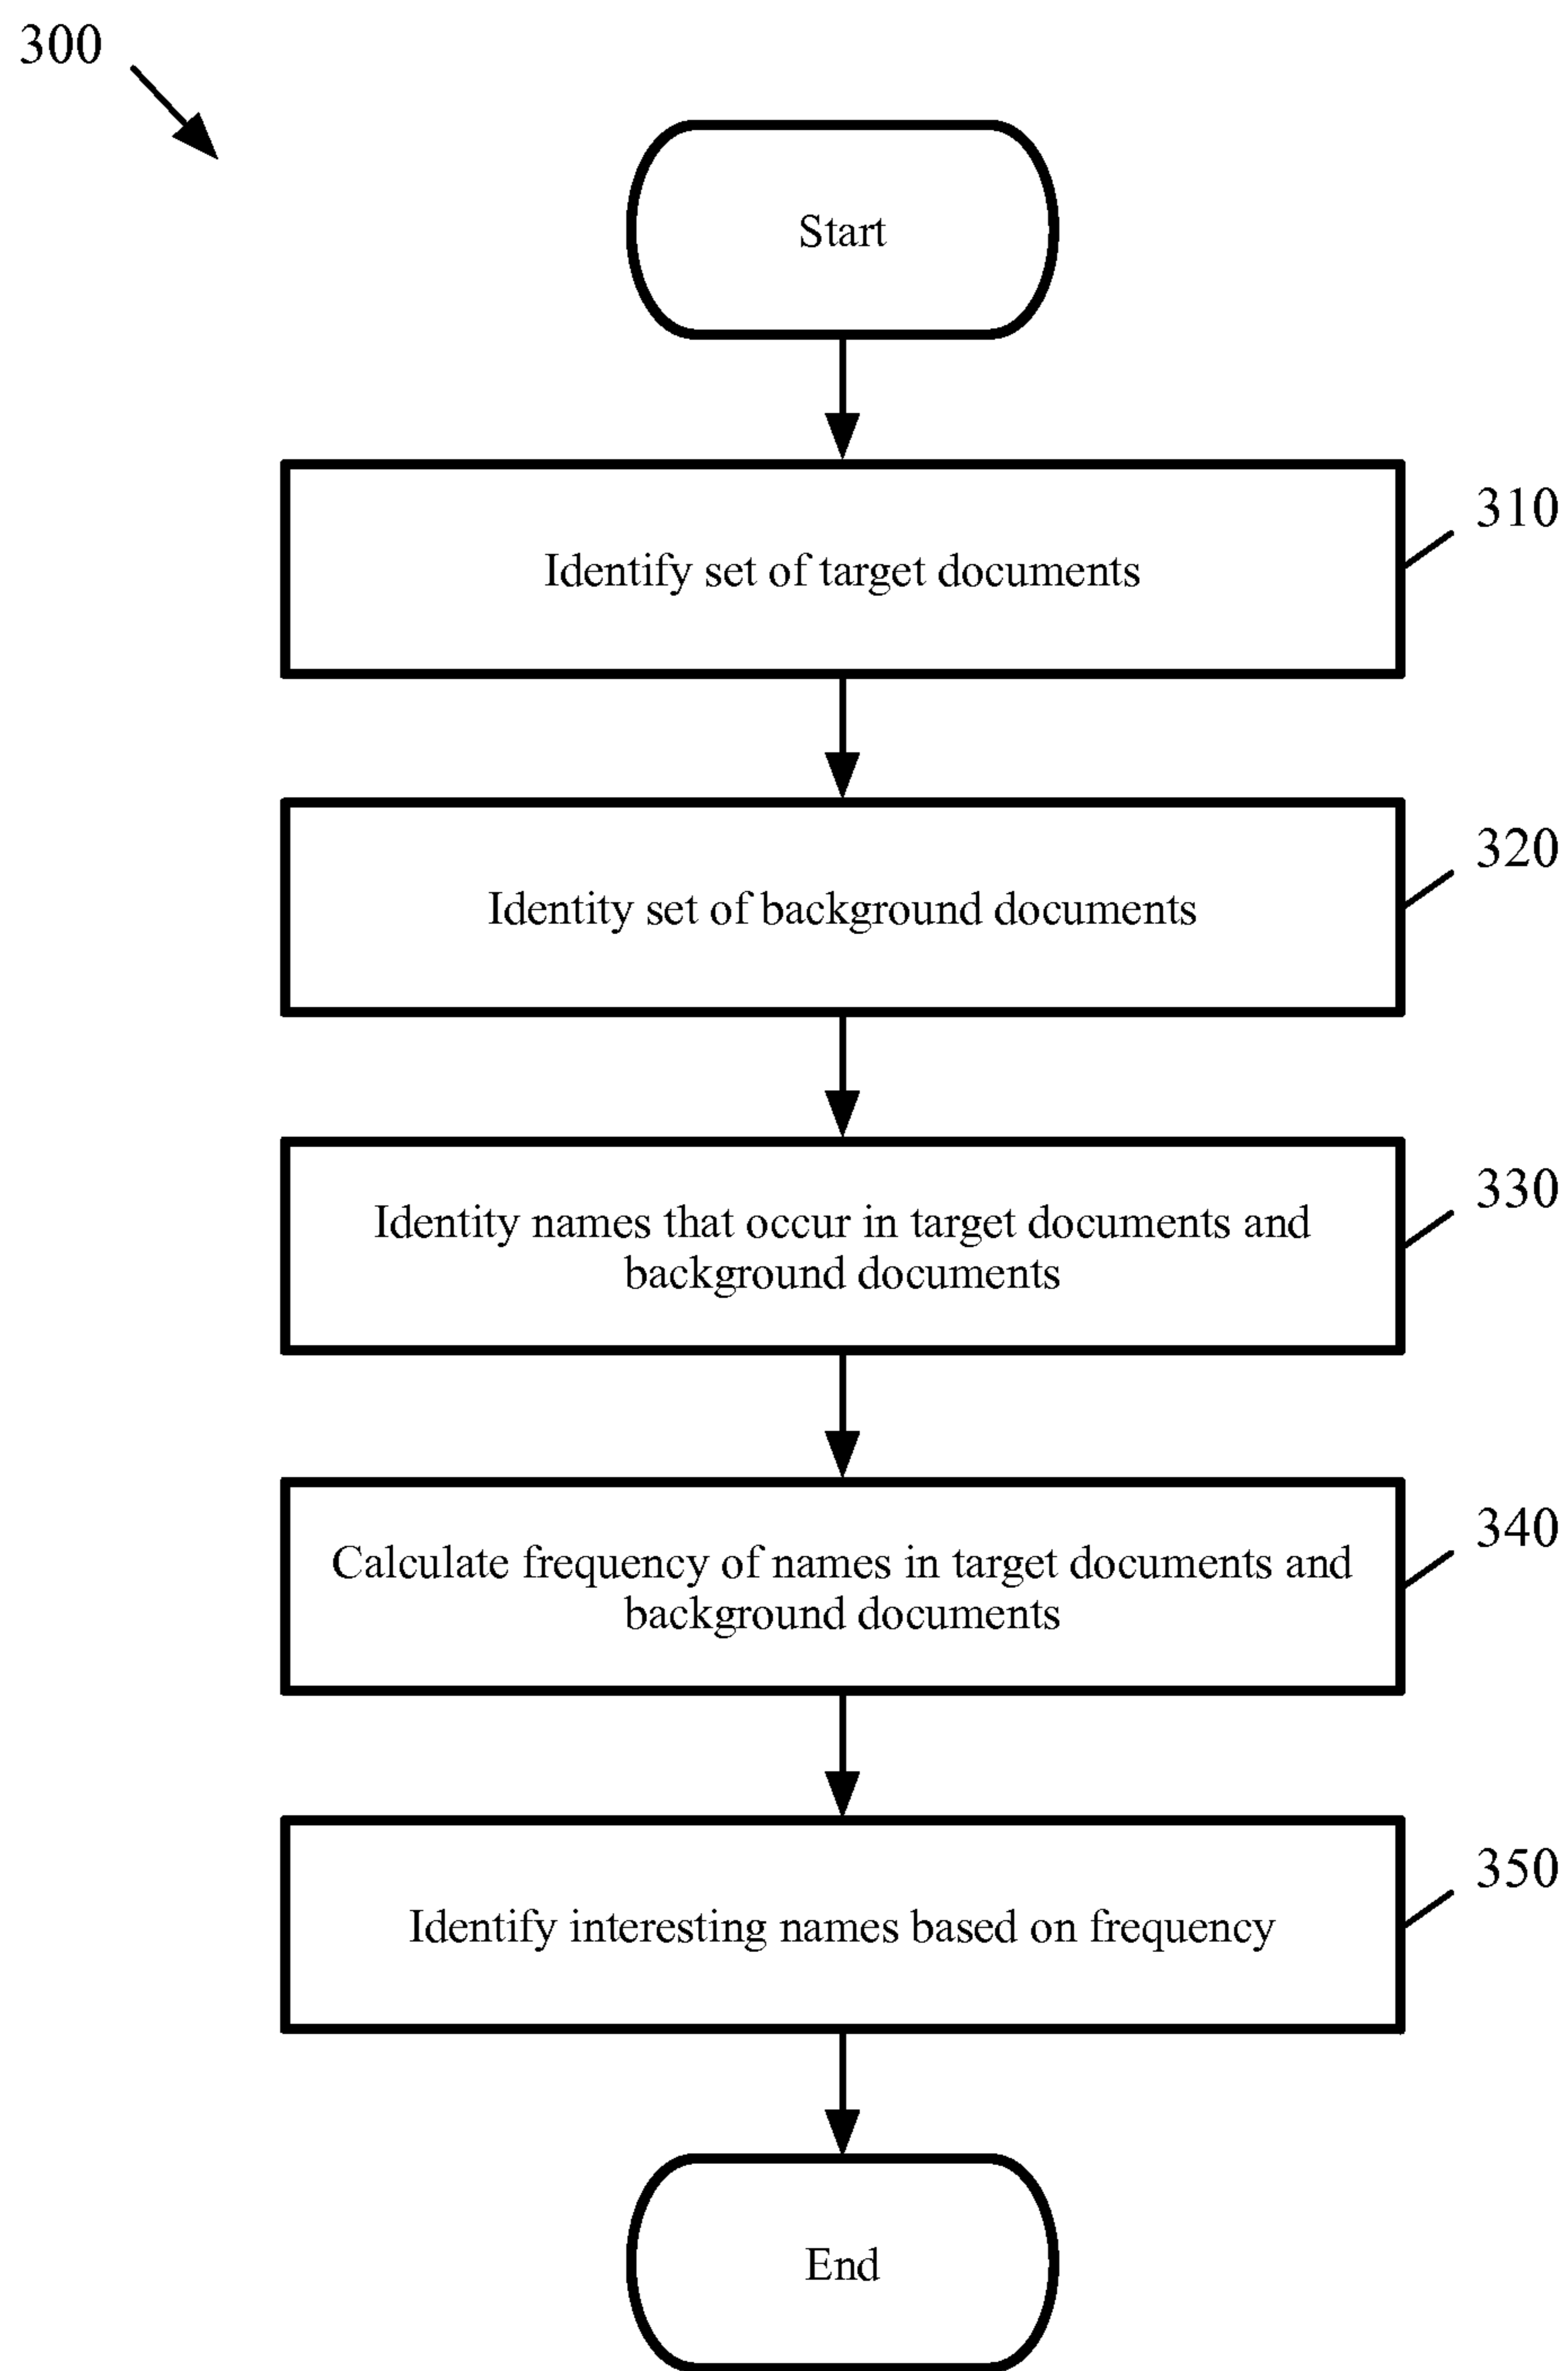 300
Start
310
Identify set of target documents
320
Identity set of background documents
330
Identity names that occur in target documents and
background documents
340
Calculate frequency of names in target documents and
background documents
350
Identify interesting names based on frequency
End